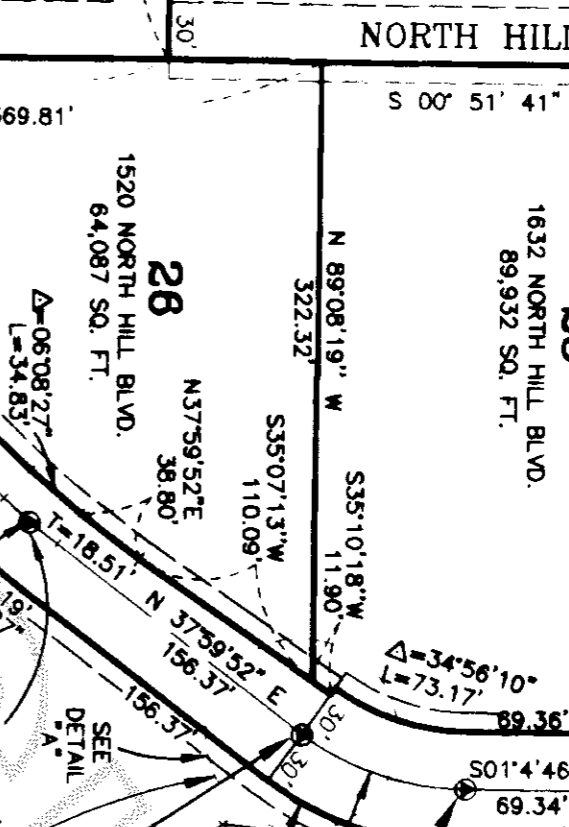 NORTH HILL
30'
S 00° 51' 41"
569.81'
1632 NORTH HILL BLVD.
89,932 SQ. FT.
N 89°08'19" W
322.32'
26
1520 NORTH HILL BLVD.
64,087 SQ. FT.
Δ=06°08'27"
L=34.83'
N37°59'52"E
38.80'
S35°07'13"W
110.09'
S35°10'18"W
11.90'
Δ=34°56'10"
L=73.17'
T=18.51'
N 37°59'52" E
156.37'
156.37'
30'
30'
69.36'
S01°4'46
69.34'
19'
SEE
DETAIL
"A"